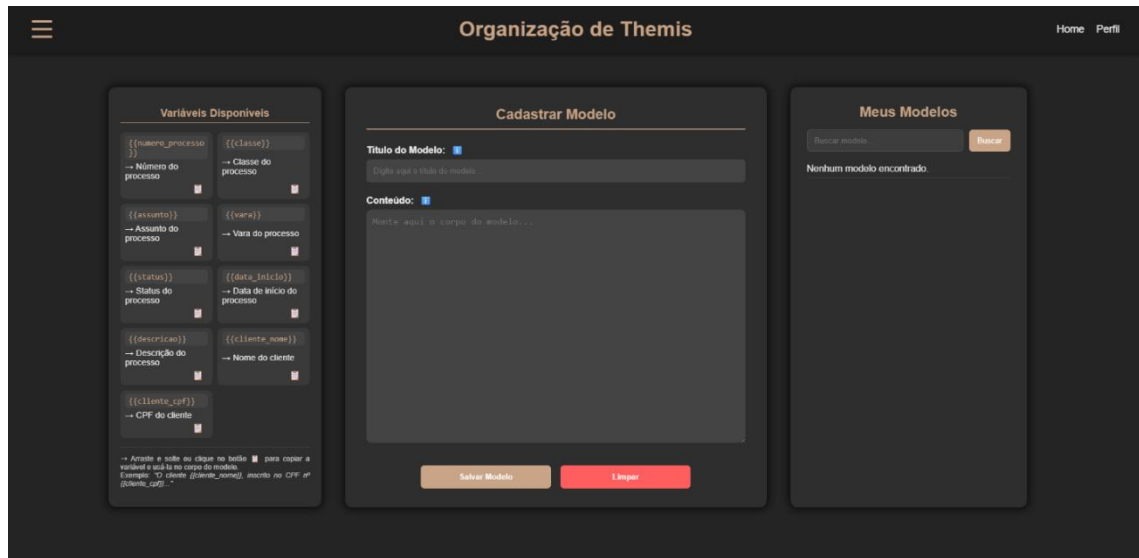 Organização de Themis
Home Perfil
Variáveis Disponíveis
{{numero_processo
}}
→ Número do
processo
{{classe}}
→ Classe do
processo
{{assunto}}
→ Assunto do
processo
{{vara}}
→ Vara do processo
{{status}}
→ Status do
processo
{{data_inicio}}
→ Data de início do
processo
{{descricao}}
→ Descrição do
processo
{{cliente_nome}}
→ Nome do cliente
{{cliente_cpf}}
→ CPF do cliente
→ Arraste e solte ou clique no botão para copiar a
variável e usá-la no corpo do modelo.
Exemplo: "O cliente {{cliente_nome}}, inscrito no CPF nº
{{cliente_cpf}}..."
Cadastrar Modelo
Título do Modelo:
Digite aqui o título do modelo...
Conteúdo:
Monte aqui o corpo do modelo...
Salvar Modelo
Limpar
Meus Modelos
Buscar modelo...
Buscar
Nenhum modelo encontrado.